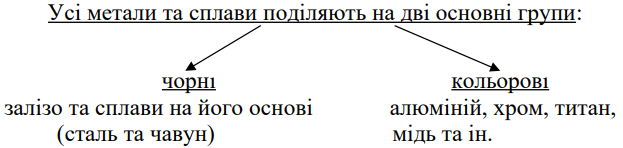 Усі метали та сплави поділяють на дві основні групи:
чорні
кольорові
залізо та сплави на його основі
(сталь та чавун)
алюміній, хром, титан,
мідь та ін.